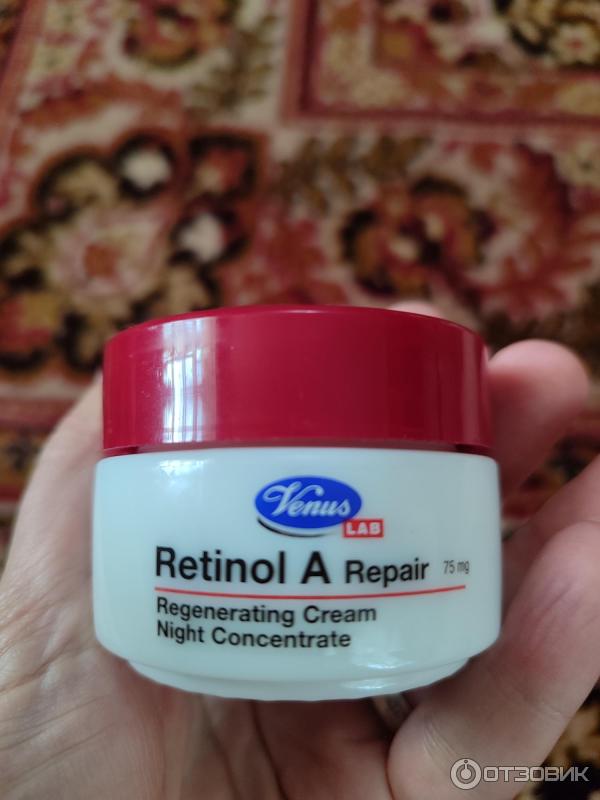 Venus
LAB
Retinol A Repair 75 mg
Regenerating Cream
Night Concentrate
ОТЗОВИК